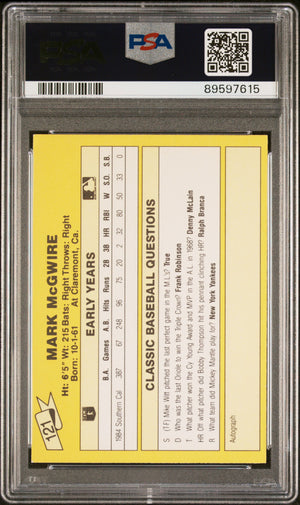 PSA
89597615
121
MARK McGWIRE
Ht: 6'5" Wt: 215 Bats: Right Throws: Right
Born: 10-1-61 At Claremont, Ca.
EARLY YEARS
B.A. Games A.B. Hits Runs 2B 3B HR RBI W S.O. S.B.
1984 Southern Cal 387 67 248 96 75 20 2 32 80 50 33 0
CLASSIC BASEBALL QUESTIONS
S (TF) Mike Witt pitched the last perfect game in the M L's? True
D Who was the last Oriole to win the Triple Crown? Frank Robinson
T What pitcher won the Cy Young Award and MVP in the A L in 1968? Denny McLain
HR Off what pitcher did Bobby Thompson hit his pennant clinching HR? Ralph Branca
R What team did Mickey Mantle play for? New York Yankees
Autograph